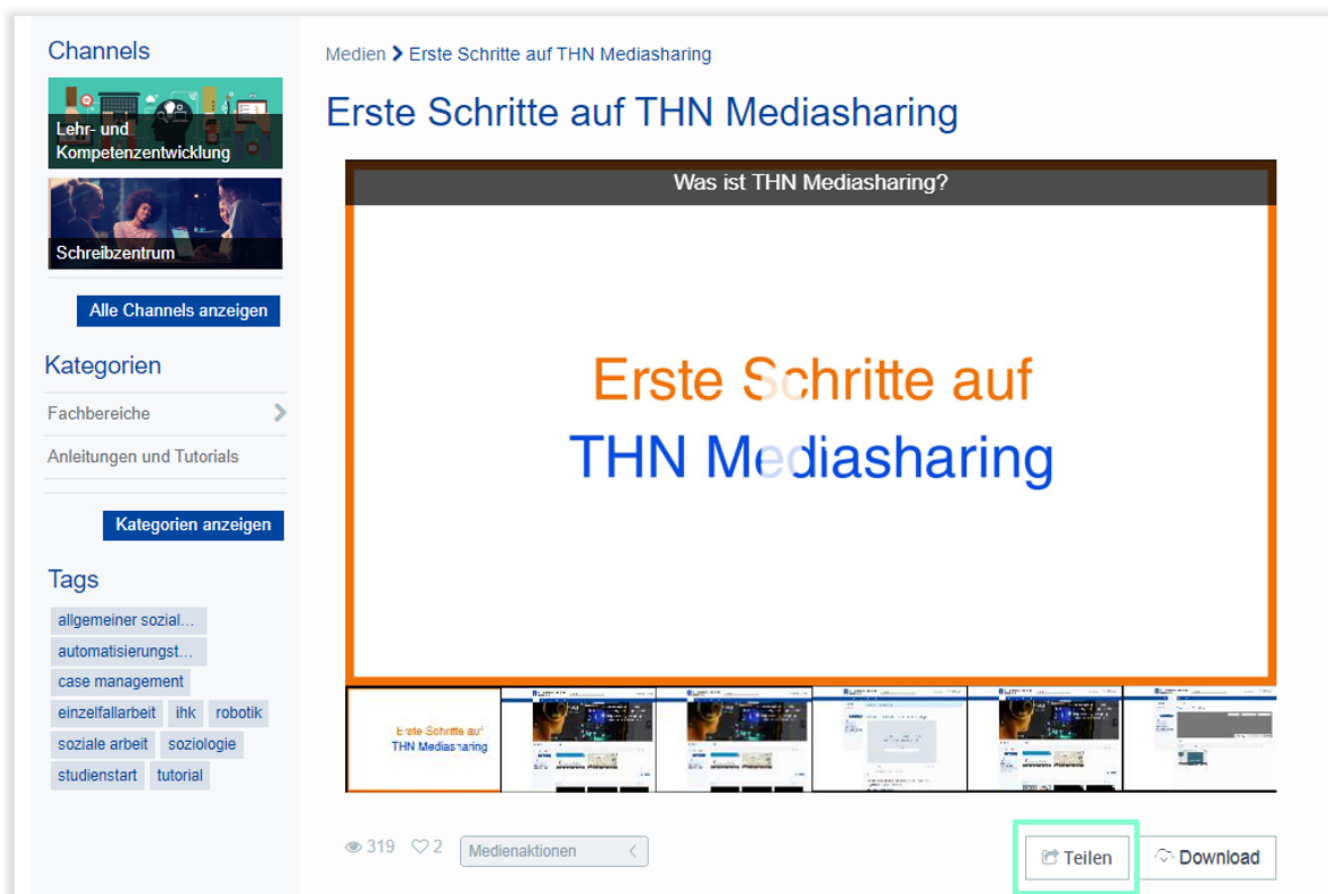 Channels
Lehr- und
Kompetenzentwicklung
Schreibzentrum
Alle Channels anzeigen
Kategorien
Fachbereiche
Anleitungen und Tutorials
Kategorien anzeigen
Tags
allgemeiner sozial...
automatisierungst...
case management
einzelfallarbeit ihk robotik
soziale arbeit soziologie
studienstart tutorial
Medien > Erste Schritte auf THN Mediasharing
Erste Schritte auf THN Mediasharing
Was ist THN Mediasharing?
Erste Schritte auf
THN Mediasharing
Erste Schritte auf
THN Mediasharing
319 2 Medienaktionen
Teilen Download